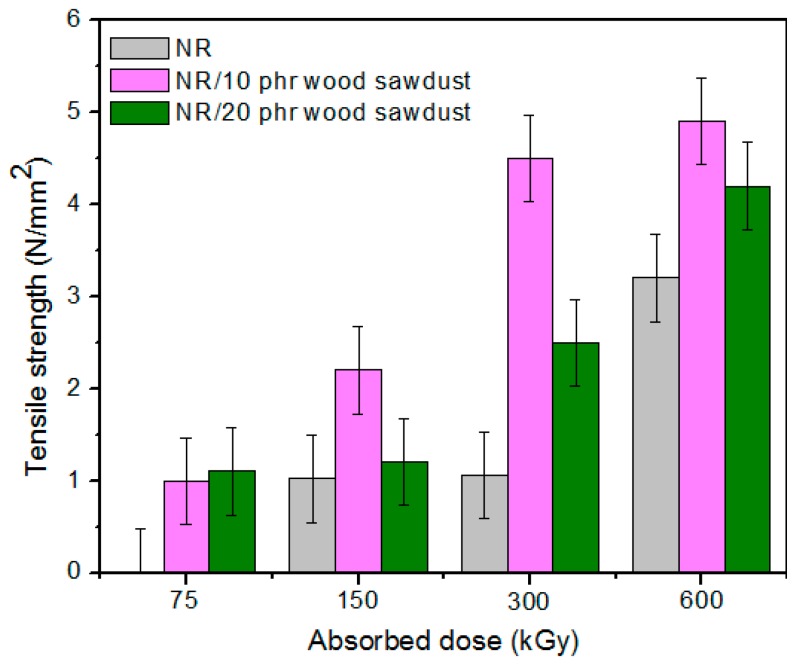 NR
NR/10 phr wood sawdust
NR/20 phr wood sawdust
Tensile strength (N/mm²)
6
5
4
3
2
1
0
75 150 300 600
Absorbed dose (kGy)